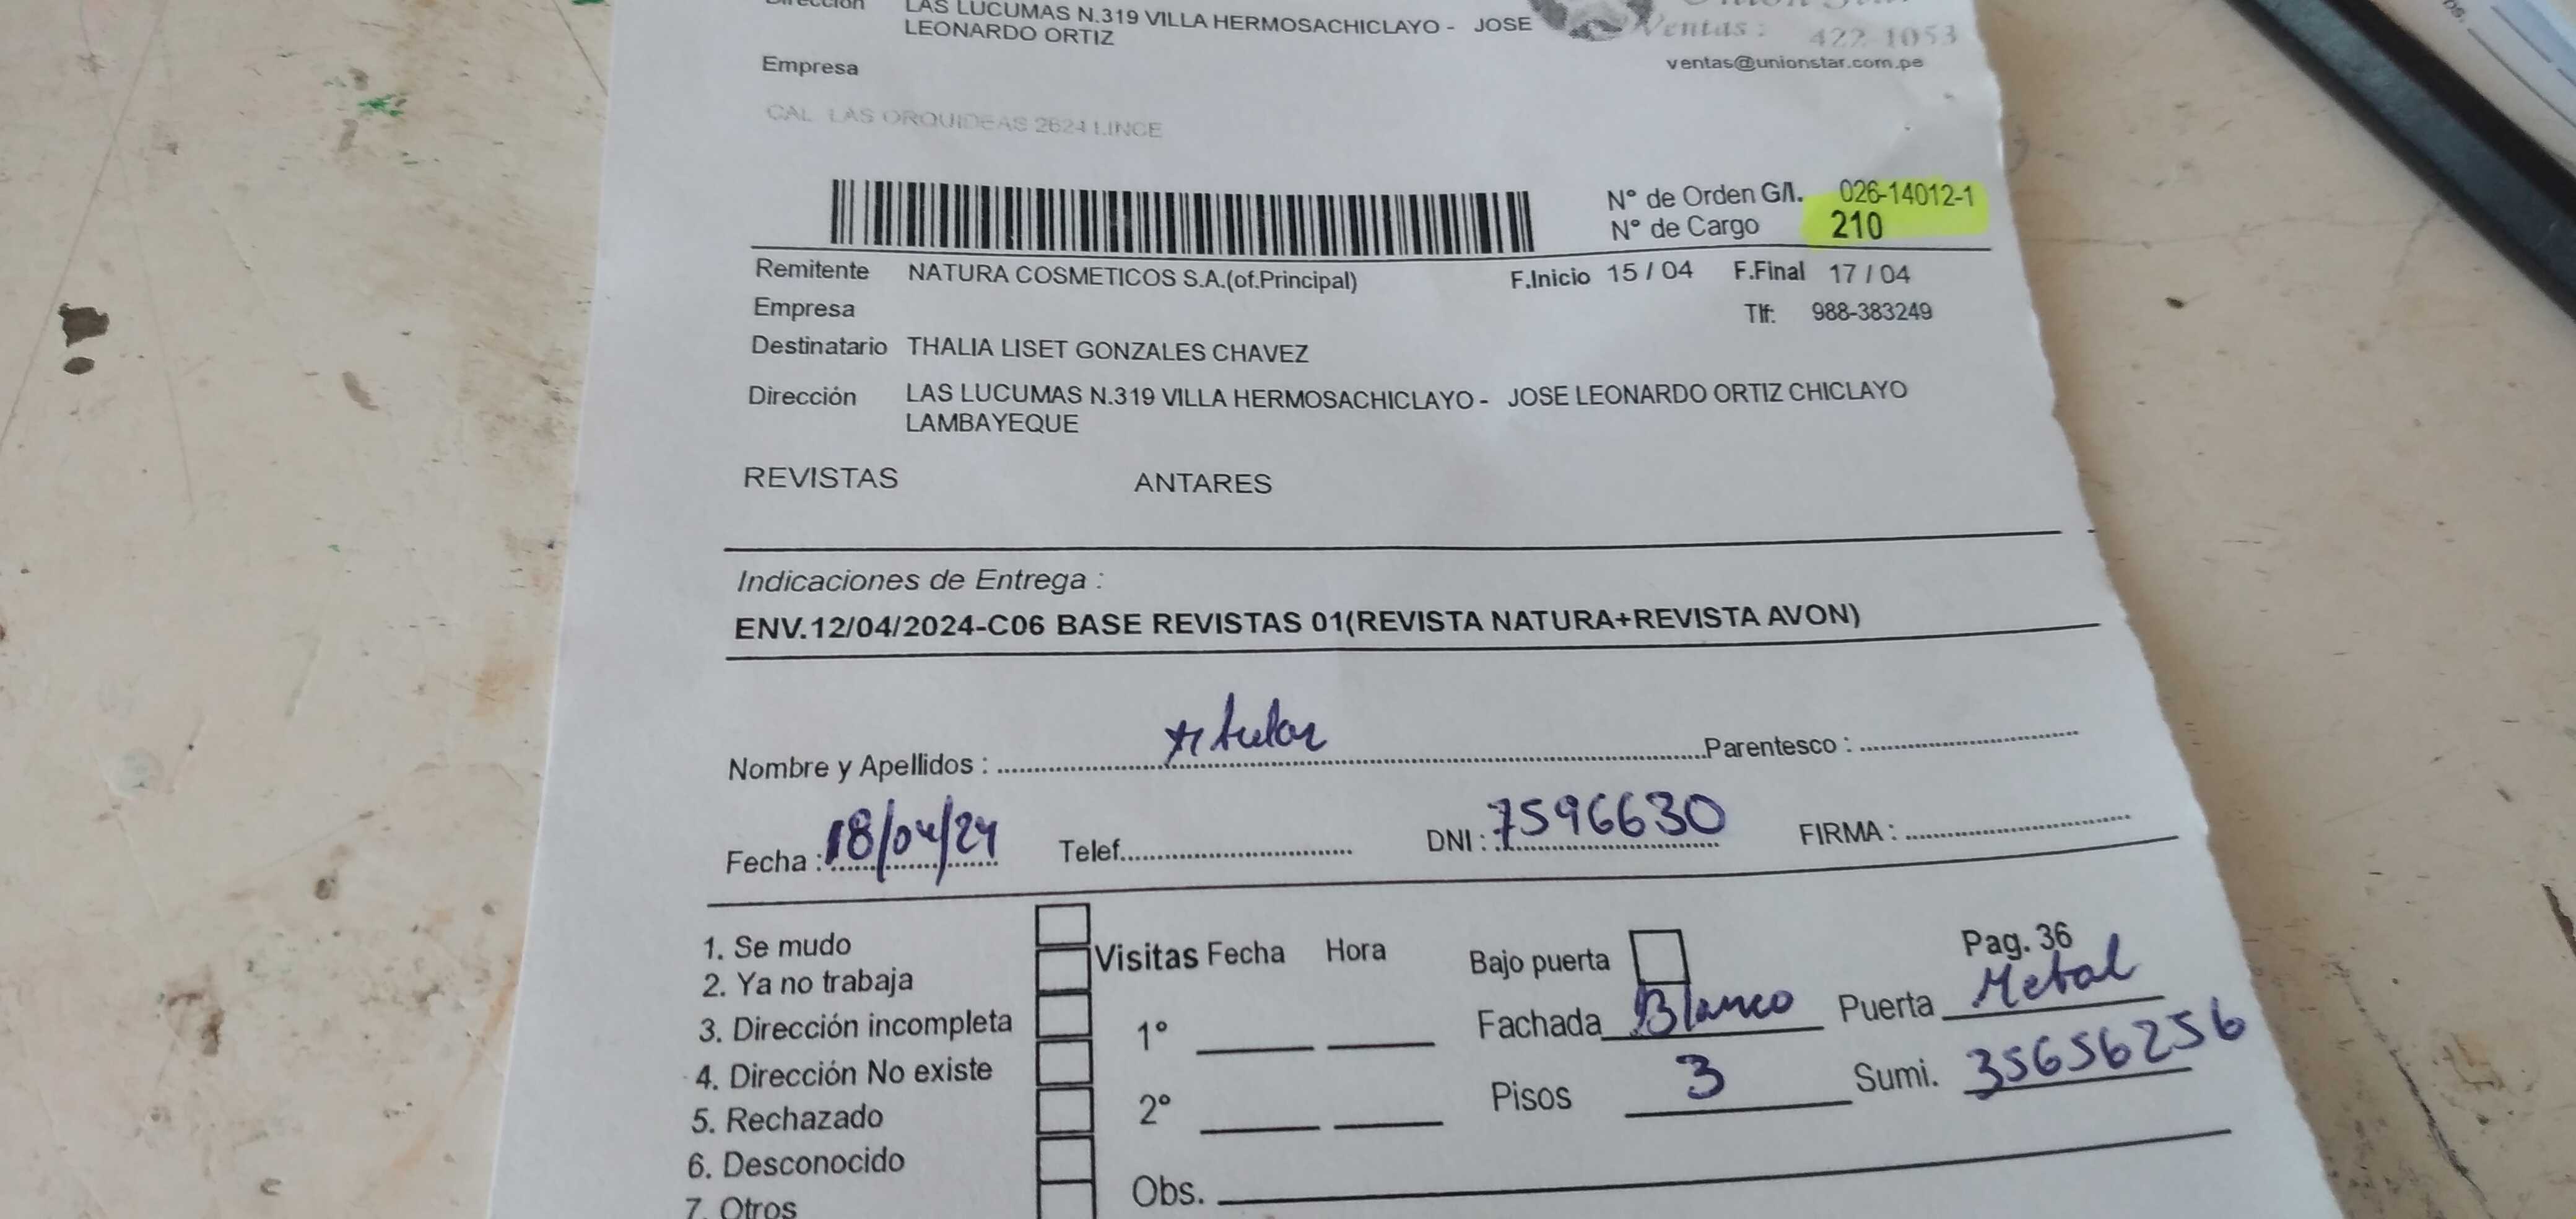 Dirección LAS LUCUMAS N.319 VILLA HERMOSACHICLAYO - JOSE
LEONARDO ORTIZ
Ventas: 422-1053
Empresa ventas@unionstar.com.pe
CAL LAS ORQUIDEAS 2624 LINCE
N° de Orden G/I. 026-14012-1
N° de Cargo 210
Remitente NATURA COSMETICOS S.A.(of.Principal) F.Inicio 15 / 04 F.Final 17 / 04
Empresa Tlf: 988-383249
Destinatario THALIA LISET GONZALES CHAVEZ
Dirección LAS LUCUMAS N.319 VILLA HERMOSACHICLAYO - JOSE LEONARDO ORTIZ CHICLAYO
LAMBAYEQUE
REVISTAS ANTARES
Indicaciones de Entrega :
ENV.12/04/2024-C06 BASE REVISTAS 01(REVISTA NATURA+REVISTA AVON)
Nombre y Apellidos : titular Parentesco :
Fecha : 18/04/24 Telef. DNI : 7596630 FIRMA :
1. Se mudo
2. Ya no trabaja
3. Dirección incompleta
4. Dirección No existe
5. Rechazado
6. Desconocido
7. Otros
Visitas Fecha Hora
1°
2°
Obs.
Bajo puerta Pag. 36
Fachada Blanco Puerta Metal
Pisos 3 Sumi. 35656256